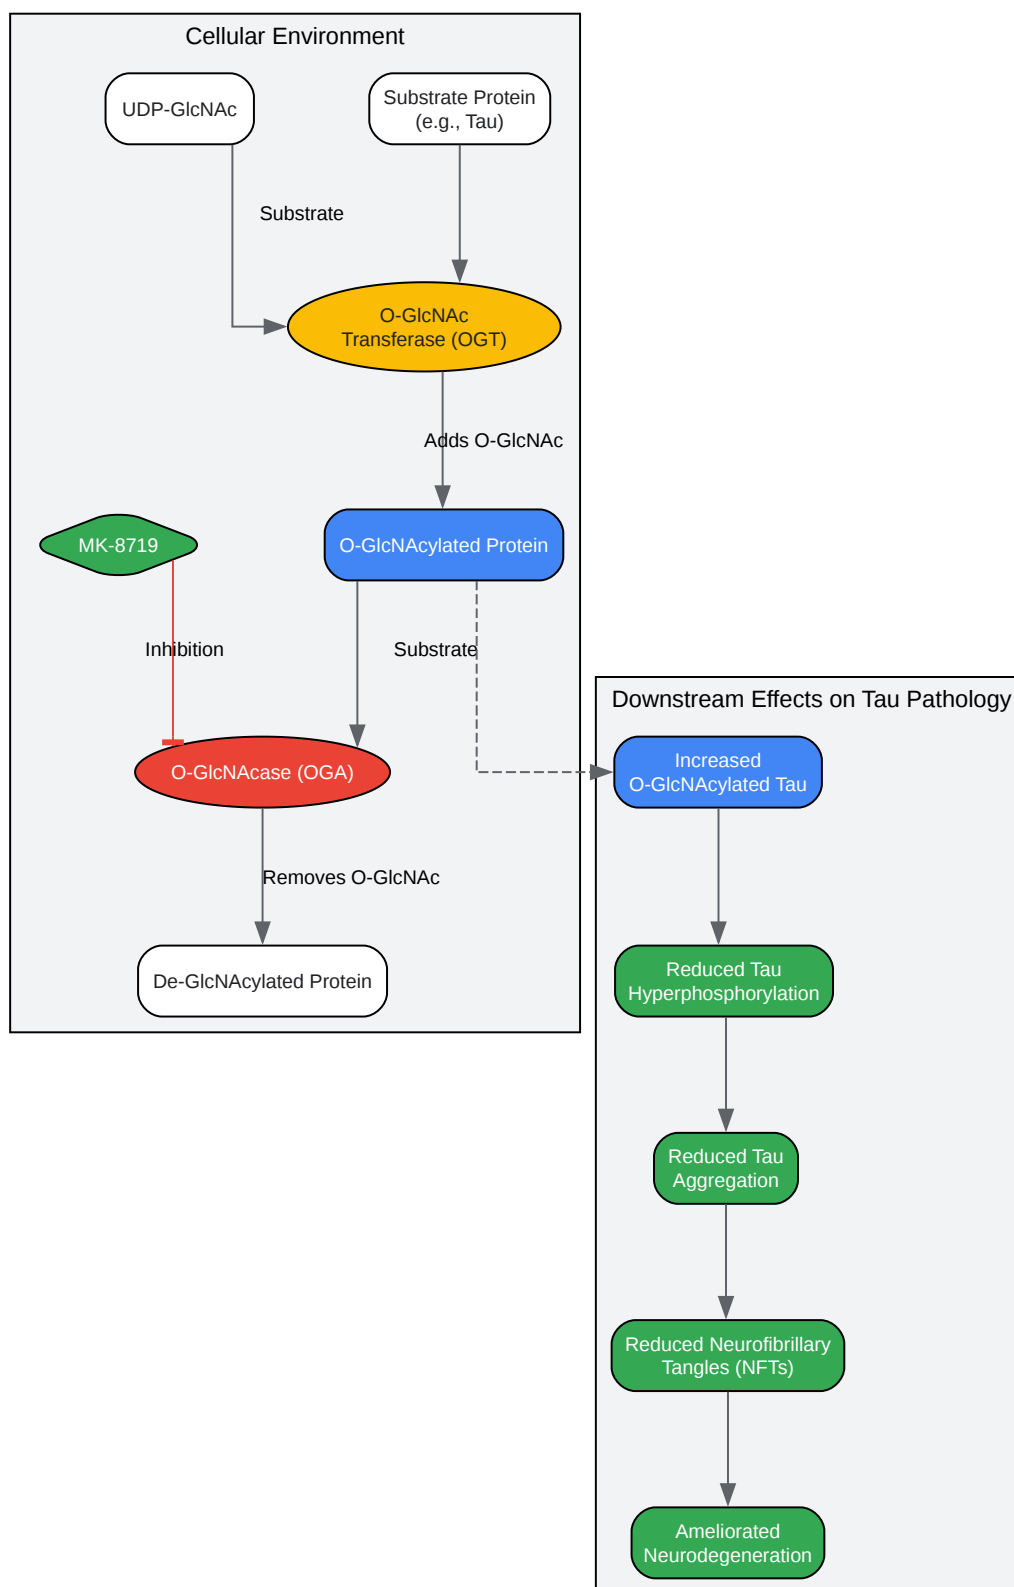 Cellular Environment
UDP-GlcNAc
Substrate Protein
(e.g., Tau)
Substrate
O-GlcNAc
Transferase (OGT)
Adds O-GlcNAc
MK-8719
O-GlcNAcylated Protein
Inhibition
Substrate
O-GlcNAcase (OGA)
Removes O-GlcNAc
De-GlcNAcylated Protein
Downstream Effects on Tau Pathology
Increased
O-GlcNAcylated Tau
Reduced Tau
Hyperphosphorylation
Reduced Tau
Aggregation
Reduced Neurofibrillary
Tangles (NFTs)
Ameliorated
Neurodegeneration